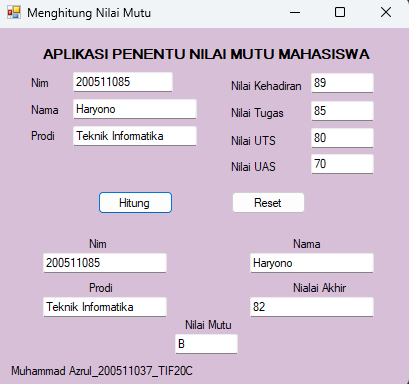 Menghitung Nilai Mutu
APLIKASI PENENTU NILAI MUTU MAHASISWA
Nim 200511085
Nama Haryono
Prodi Teknik Informatika
Nilai Kehadiran 89
Nilai Tugas 85
Nilai UTS 80
Nilai UAS 70
Hitung Reset
Nim Nama
200511085 Haryono
Prodi Nialai Akhir
Teknik Informatika 82
Nilai Mutu
B
Muhammad Azrul_200511037_TIF20C